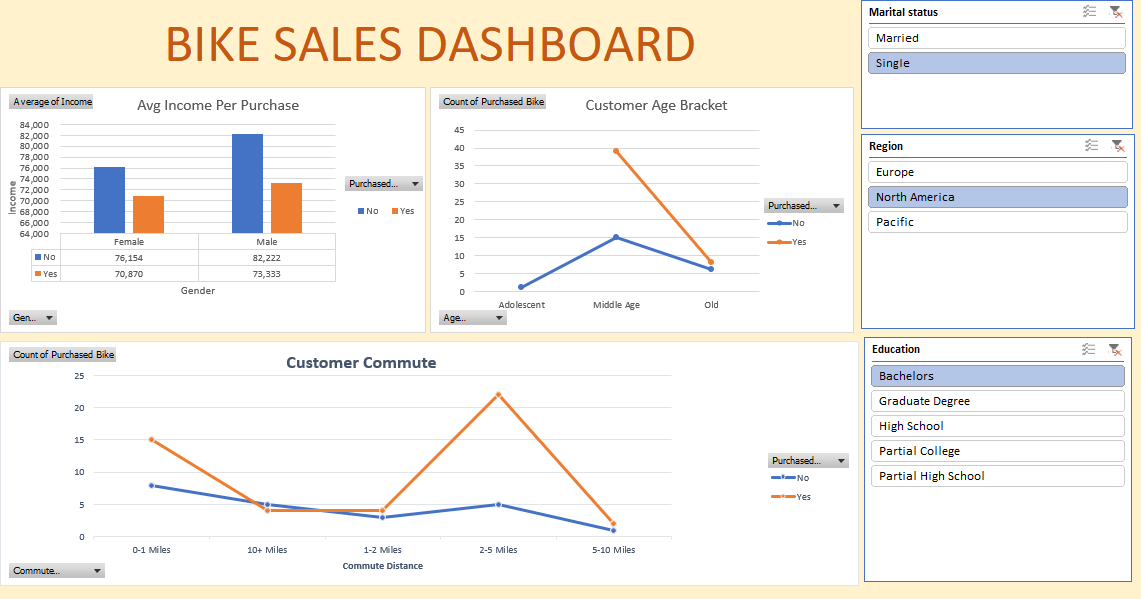 BIKE SALES DASHBOARD
Average of Income
Avg Income Per Purchase
84,000
82,000
80,000
78,000
76,000
74,000
72,000
70,000
68,000
66,000
64,000
Income
Female Male
No 76,154 82,222
Yes 70,870 73,333
Gender
Purchased...
No Yes
Gen...
Count of Purchased Bike
Customer Age Bracket
45
40
35
30
25
20
15
10
5
0
Adolescent Middle Age Old
Purchased...
No
Yes
Age...
Count of Purchased Bike
Customer Commute
25
20
15
10
5
0
0-1 Miles 10+ Miles 1-2 Miles 2-5 Miles 5-10 Miles
Commute Distance
Purchased...
No
Yes
Commute...
Marital status
Married
Single
Region
Europe
North America
Pacific
Education
Bachelors
Graduate Degree
High School
Partial College
Partial High School